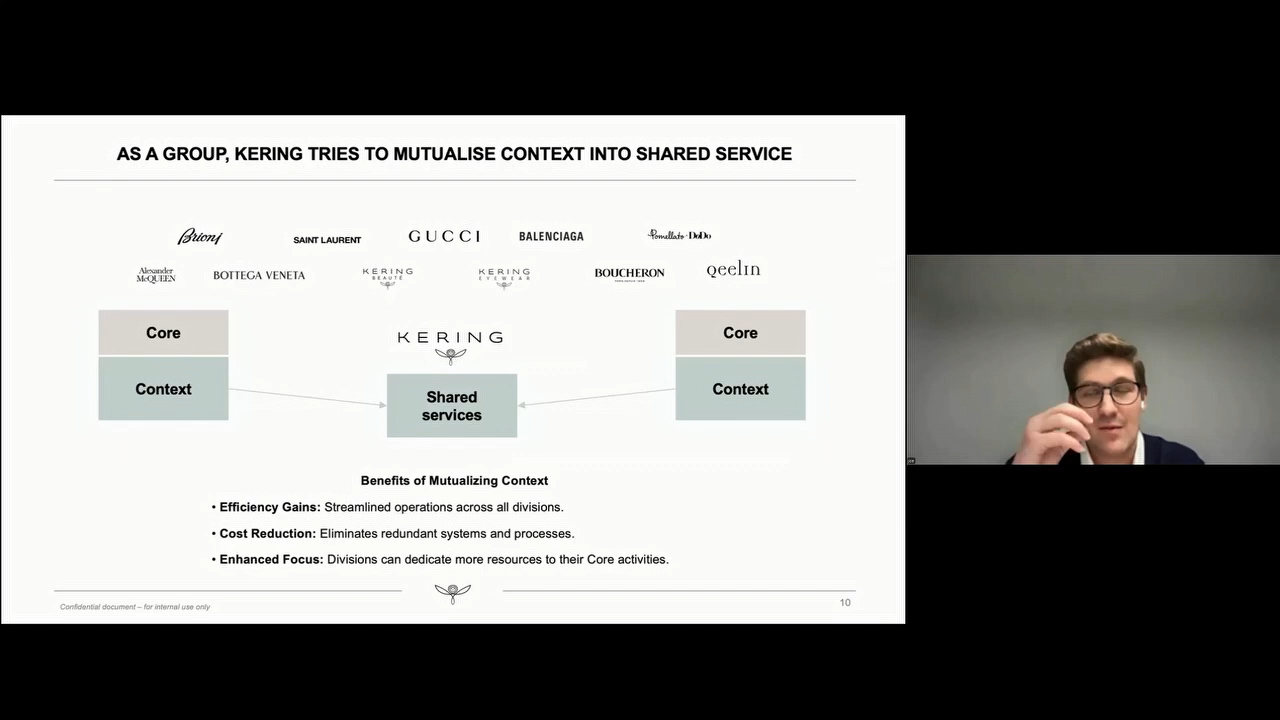 AS A GROUP, KERING TRIES TO MUTUALISE CONTEXT INTO SHARED SERVICE
Brioni
SAINT LAURENT
GUCCI
BALENCIAGA
Pomellato DoDo
Alexander
McQUEEN
BOTTEGA VENETA
KERING
BEAUTÉ
KERING
EYEWEAR
BOUCHERON
qeelin
Core
Context
KERING
Shared
services
Core
Context
Benefits of Mutualizing Context
• Efficiency Gains: Streamlined operations across all divisions.
• Cost Reduction: Eliminates redundant systems and processes.
• Enhanced Focus: Divisions can dedicate more resources to their Core activities.
Confidential document – for internal use only
10